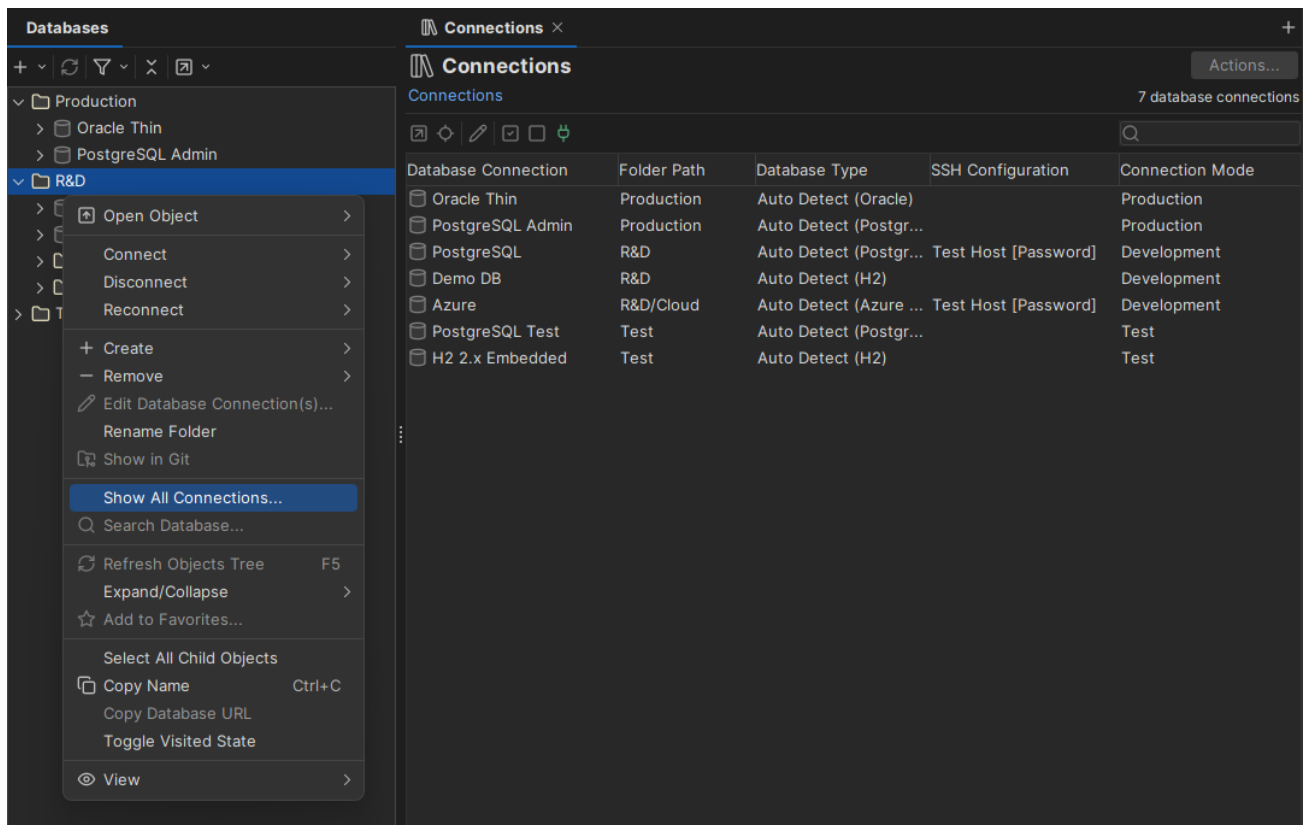 Databases
Connections
Connections
Actions...
Connections
7 database connections
Production
Oracle Thin
PostgreSQL Admin
R&D
T
Open Object
Connect
Disconnect
Reconnect
Create
Remove
Edit Database Connection(s)...
Rename Folder
Show in Git
Show All Connections...
Search Database...
Refresh Objects Tree F5
Expand/Collapse
Add to Favorites...
Select All Child Objects
Copy Name Ctrl+C
Copy Database URL
Toggle Visited State
View
Database Connection Folder Path Database Type SSH Configuration Connection Mode
Oracle Thin Production Auto Detect (Oracle) Production
PostgreSQL Admin Production Auto Detect (Postgr... Production
PostgreSQL R&D Auto Detect (Postgr... Test Host [Password] Development
Demo DB R&D Auto Detect (H2) Development
Azure R&D/Cloud Auto Detect (Azure ... Test Host [Password] Development
PostgreSQL Test Test Auto Detect (Postgr... Test
H2 2.x Embedded Test Auto Detect (H2) Test